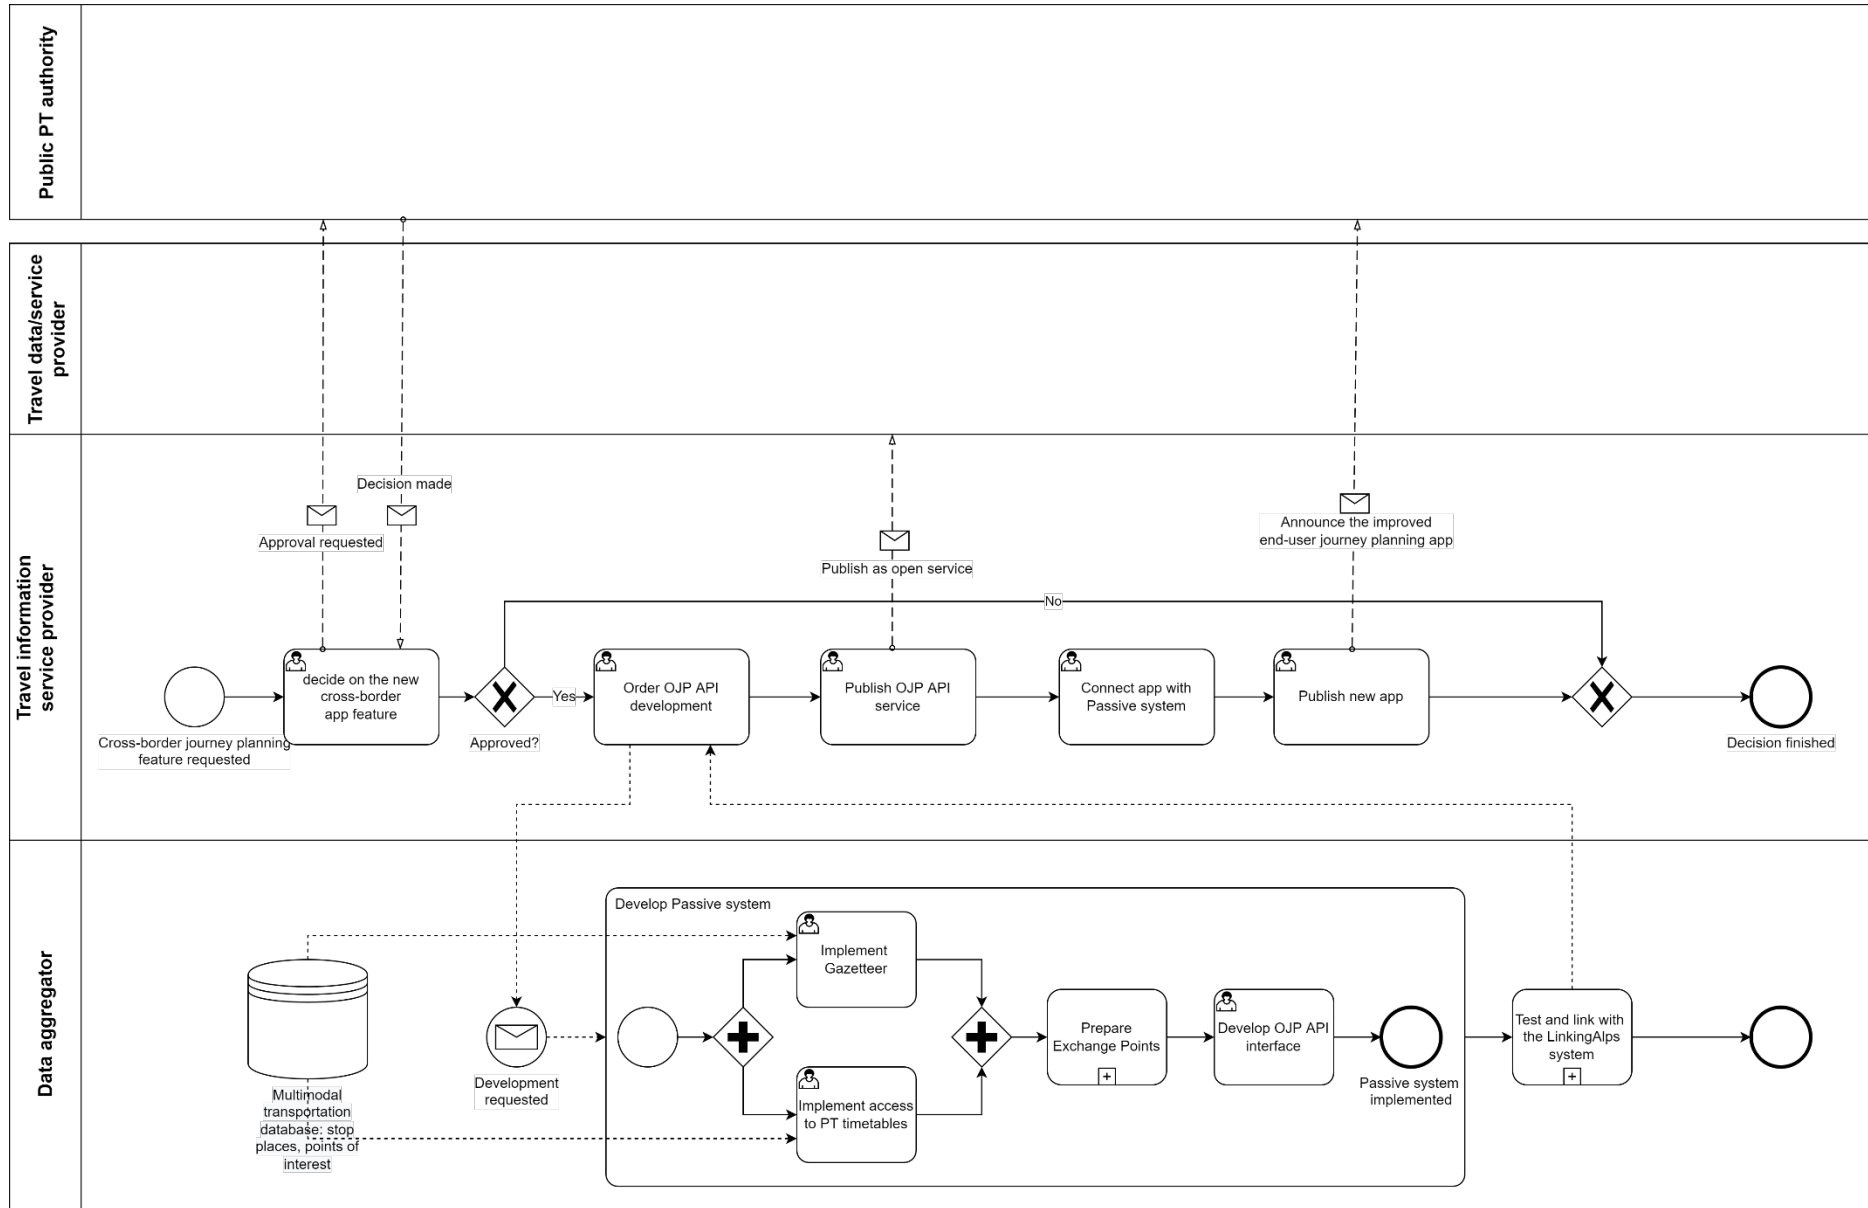 Public PT authority
Travel data/service
provider
Decision made
Approval requested
Publish as open service
Announce the improved
end-user journey planning app
No
Travel information
service provider
decide on the new
cross-border
app feature
Order OJP API
development
Publish OJP API
service
Connect app with
Passive system
Publish new app
Yes
Cross-border journey planning
feature requested
Approved?
Decision finished
Data aggregator
Develop Passive system
Implement
Gazetteer
Prepare
Exchange Points
Develop OJP API
interface
Test and link with
the LinkingAlps
system
Multimodal
transportation
database: stop
places, points of
interest
Development
requested
Implement access
to PT timetables
Passive system
implemented